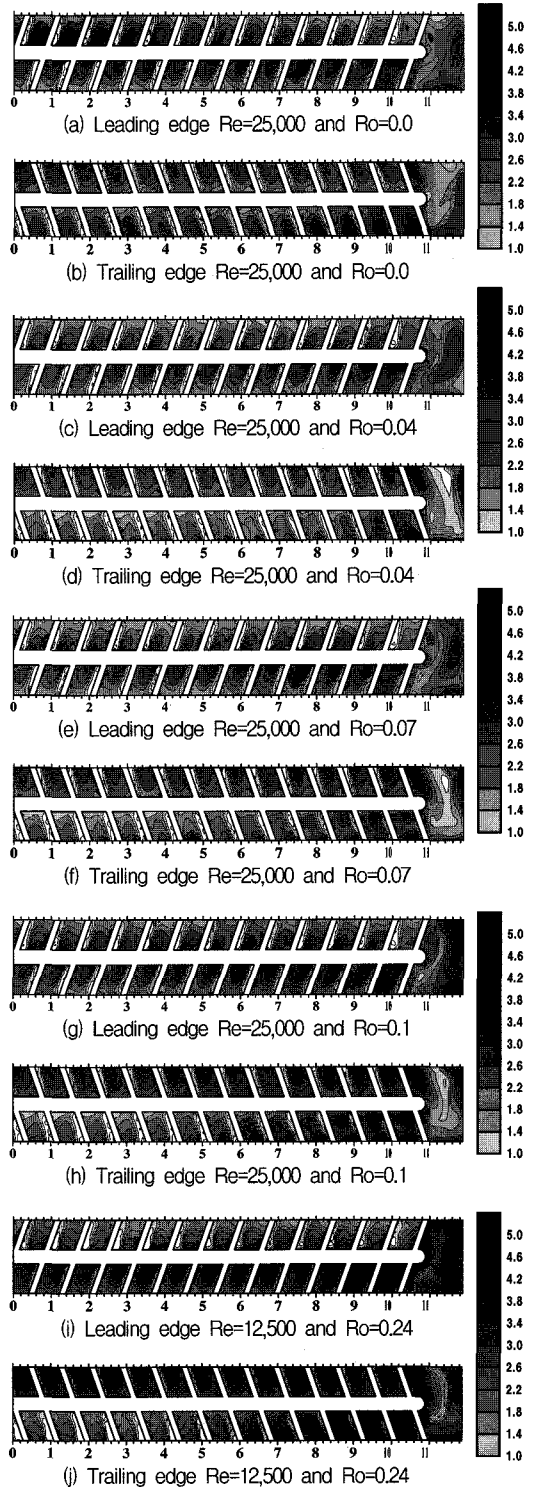 5.0
4.6
4.2
3.8
3.4
3.0
2.6
2.2
1.8
1.4
1.0
0 1 2 3 4 5 6 7 8 9 10 11
(a) Leading edge Re=25,000 and Ro=0.0
0 1 2 3 4 5 6 7 8 9 10 11
(b) Trailing edge Re=25,000 and Ro=0.0
5.0
4.6
4.2
3.8
3.4
3.0
2.6
2.2
1.8
1.4
1.0
0 1 2 3 4 5 6 7 8 9 10 11
(c) Leading edge Re=25,000 and Ro=0.04
0 1 2 3 4 5 6 7 8 9 10 11
(d) Trailing edge Re=25,000 and Ro=0.04
5.0
4.6
4.2
3.8
3.4
3.0
2.6
2.2
1.8
1.4
1.0
0 1 2 3 4 5 6 7 8 9 10 11
(e) Leading edge Re=25,000 and Ro=0.07
0 1 2 3 4 5 6 7 8 9 10 11
(f) Trailing edge Re=25,000 and Ro=0.07
5.0
4.6
4.2
3.8
3.4
3.0
2.6
2.2
1.8
1.4
1.0
0 1 2 3 4 5 6 7 8 9 10 11
(g) Leading edge Re=25,000 and Ro=0.1
0 1 2 3 4 5 6 7 8 9 10 11
(h) Trailing edge Re=25,000 and Ro=0.1
5.0
4.6
4.2
3.8
3.4
3.0
2.6
2.2
1.8
1.4
1.0
0 1 2 3 4 5 6 7 8 9 10 11
(i) Leading edge Re=12,500 and Ro=0.24
0 1 2 3 4 5 6 7 8 9 10 11
(j) Trailing edge Re=12,500 and Ro=0.24